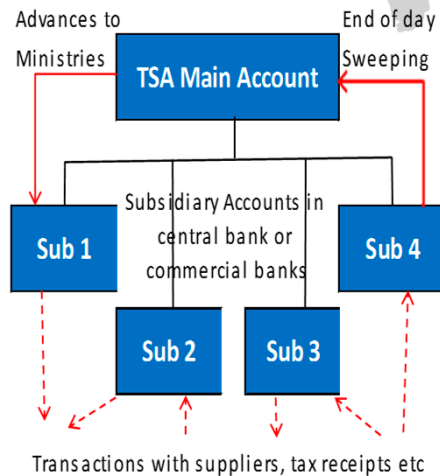 Advances to
Ministries
End of day
Sweeping
TSA Main Account
Subsidiary Accounts in
central bank or
commercial banks
Sub 1
Sub 4
Sub 2
Sub 3
Transactions with suppliers, tax receipts etc